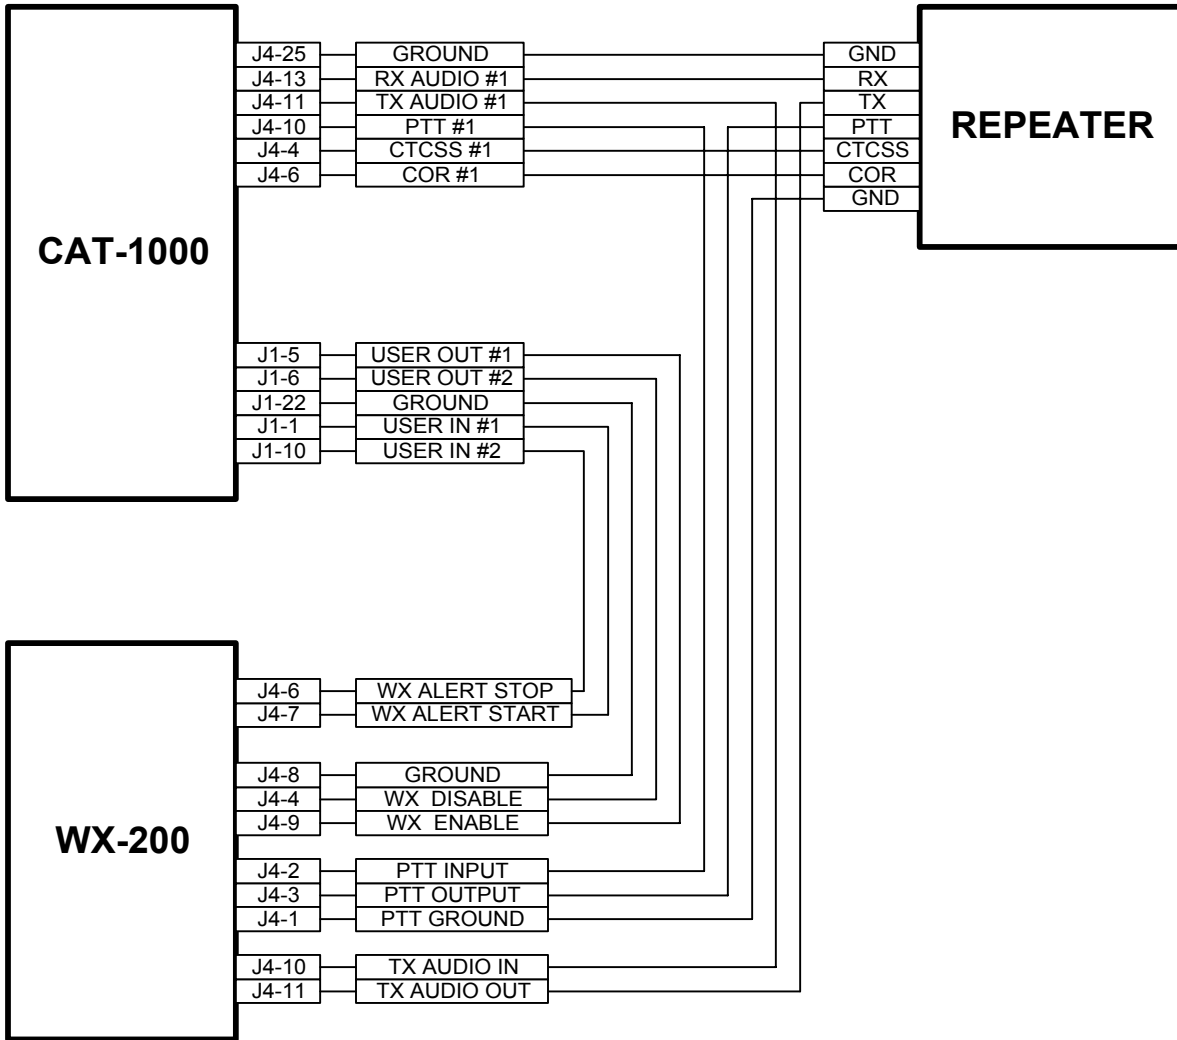 J4-25 GROUND GND
J4-13 RX AUDIO #1 RX
J4-11 TX AUDIO #1 TX
J4-10 PTT #1 PTT
J4-4 CTCSS #1 CTCSS
J4-6 COR #1 COR
GND
REPEATER
CAT-1000
J1-5 USER OUT #1
J1-6 USER OUT #2
J1-22 GROUND
J1-1 USER IN #1
J1-10 USER IN #2
J4-6 WX ALERT STOP
J4-7 WX ALERT START
J4-8 GROUND
J4-4 WX DISABLE
J4-9 WX ENABLE
WX-200
J4-2 PTT INPUT
J4-3 PTT OUTPUT
J4-1 PTT GROUND
J4-10 TX AUDIO IN
J4-11 TX AUDIO OUT